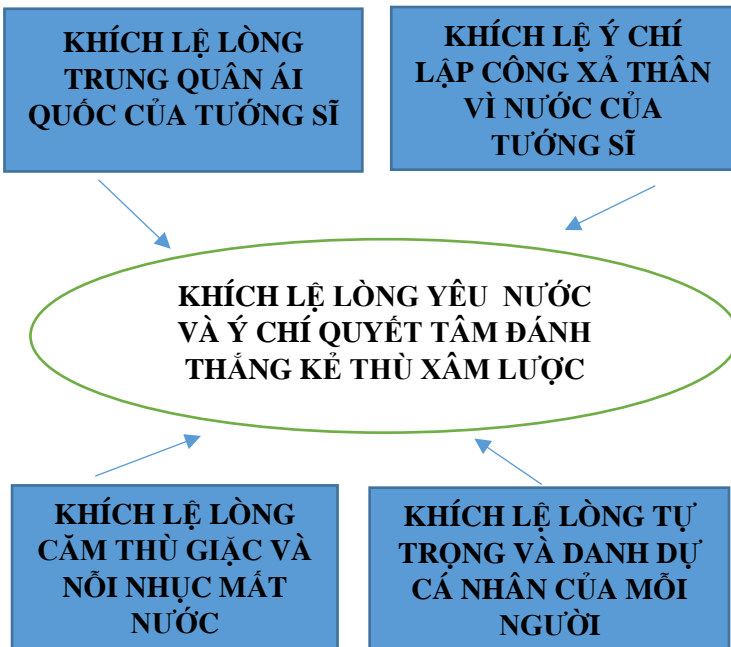 KHÍCH LỆ LÒNG
TRUNG QUÂN ÁI
QUỐC CỦA TƯỚNG SĨ
KHÍCH LỆ Ý CHÍ
LẬP CÔNG XẢ THÂN
VÌ NƯỚC CỦA
TƯỚNG SĨ
KHÍCH LỆ LÒNG YÊU NƯỚC
VÀ Ý CHÍ QUYẾT TÂM ĐÁNH
THẮNG KẺ THÙ XÂM LƯỢC
KHÍCH LỆ LÒNG
CĂM THÙ GIẶC VÀ
NỖI NHỤC MẤT
NƯỚC
KHÍCH LỆ LÒNG TỰ
TRỌNG VÀ DANH DỰ
CÁ NHÂN CỦA MỖI
NGƯỜI